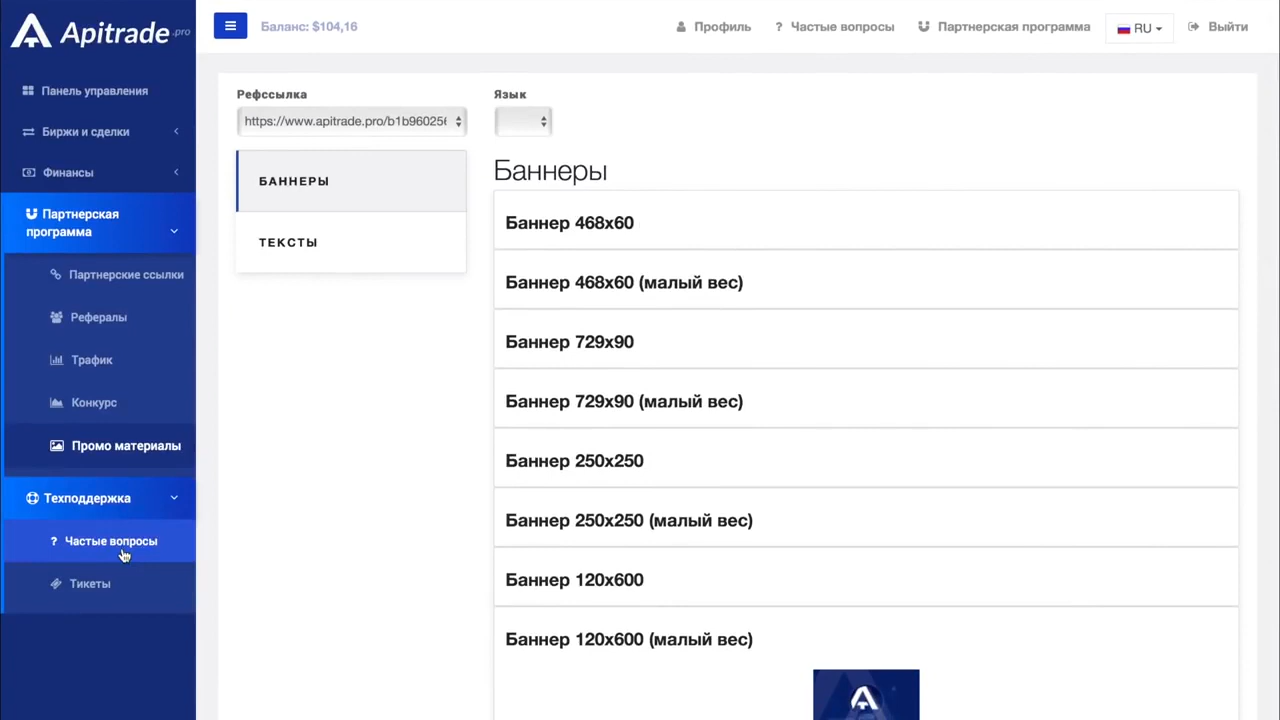 Apitrade.pro
Баланс: $104,16
Профиль
? Частые вопросы
Партнерская программа
RU
Выйти
Панель управления
Биржи и сделки
Финансы
Партнерская
программа
Партнерские ссылки
Рефералы
Трафик
Конкурс
Промо материалы
Техподдержка
? Частые вопросы
Тикеты
Рефссылка
https://www.apitrade.pro/b1b96025
Язык
БАННЕРЫ
ТЕКСТЫ
Баннеры
Баннер 468x60
Баннер 468x60 (малый вес)
Баннер 729x90
Баннер 729x90 (малый вес)
Баннер 250x250
Баннер 250x250 (малый вес)
Баннер 120x600
Баннер 120x600 (малый вес)